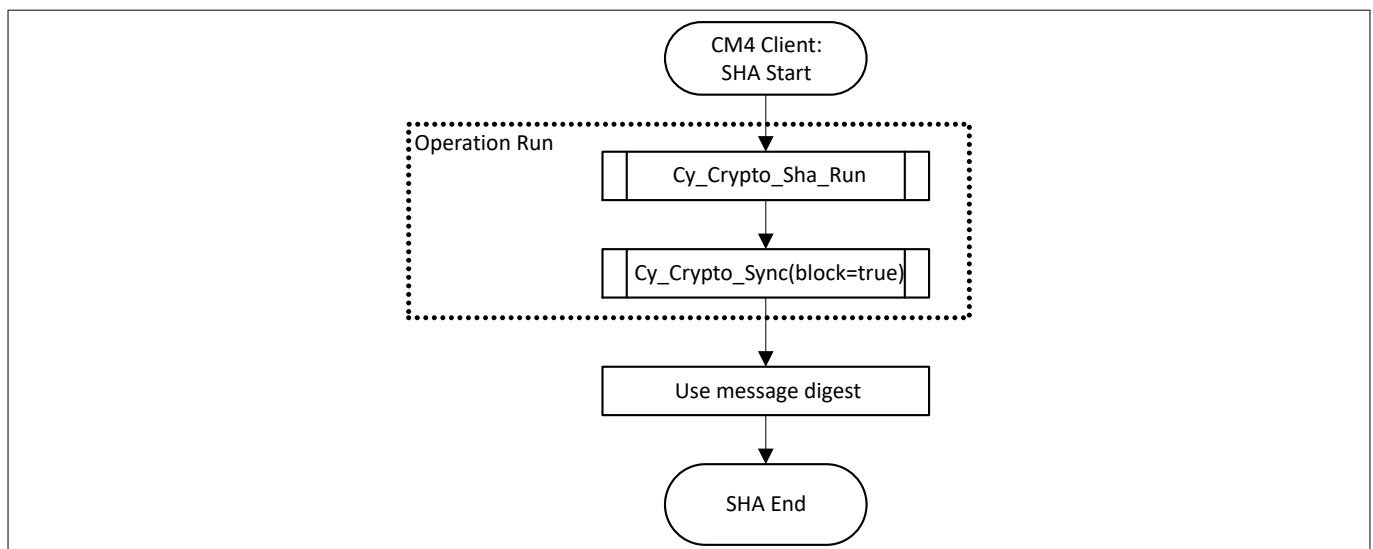 CM4 Client:
SHA Start
Operation Run
Cy_Crypto_Sha_Run
Cy_Crypto_Sync(block=true)
Use message digest
SHA End